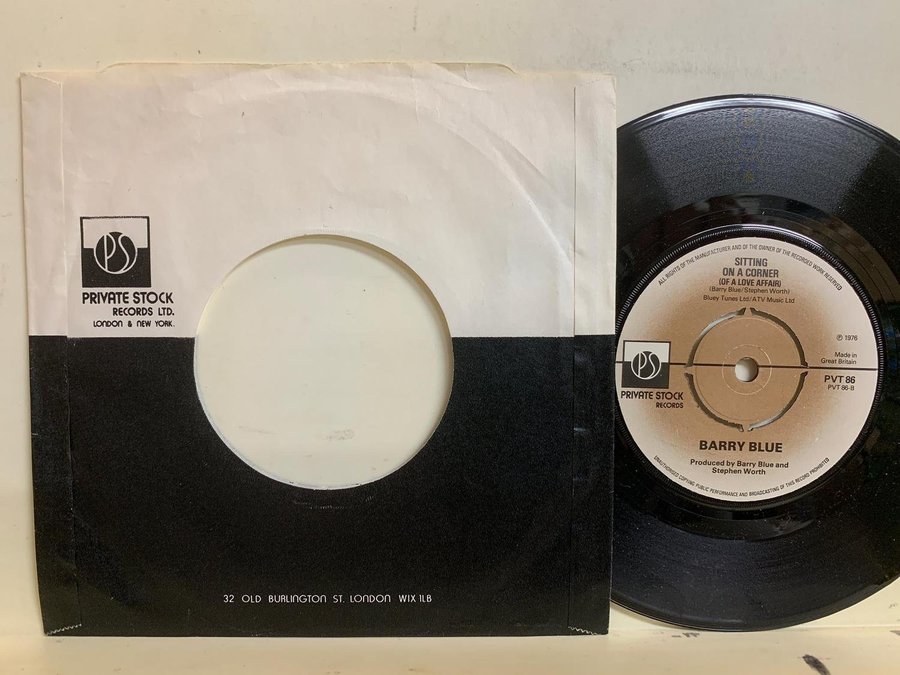 PS
PRIVATE STOCK
RECORDS LTD.
LONDON & NEW YORK.
32 OLD BURLINGTON ST. LONDON W1X 1LB
ALL RIGHTS OF THE MANUFACTURER AND OF THE OWNER OF THE RECORDED WORK RESERVED
SITTING
ON A CORNER
(OF A LOVE AFFAIR)
(Barry Blue/Stephen Worth)
Bluey Tunes Ltd/ATV Music Ltd
℗ 1976
Made in
Great Britain
PS
PRIVATE STOCK
RECORDS
PVT 86
PVT 86-B
BARRY BLUE
Produced by Barry Blue and
Stephen Worth
UNAUTHORISED COPYING PUBLIC PERFORMANCE AND BROADCASTING OF THIS RECORD PROHIBITED